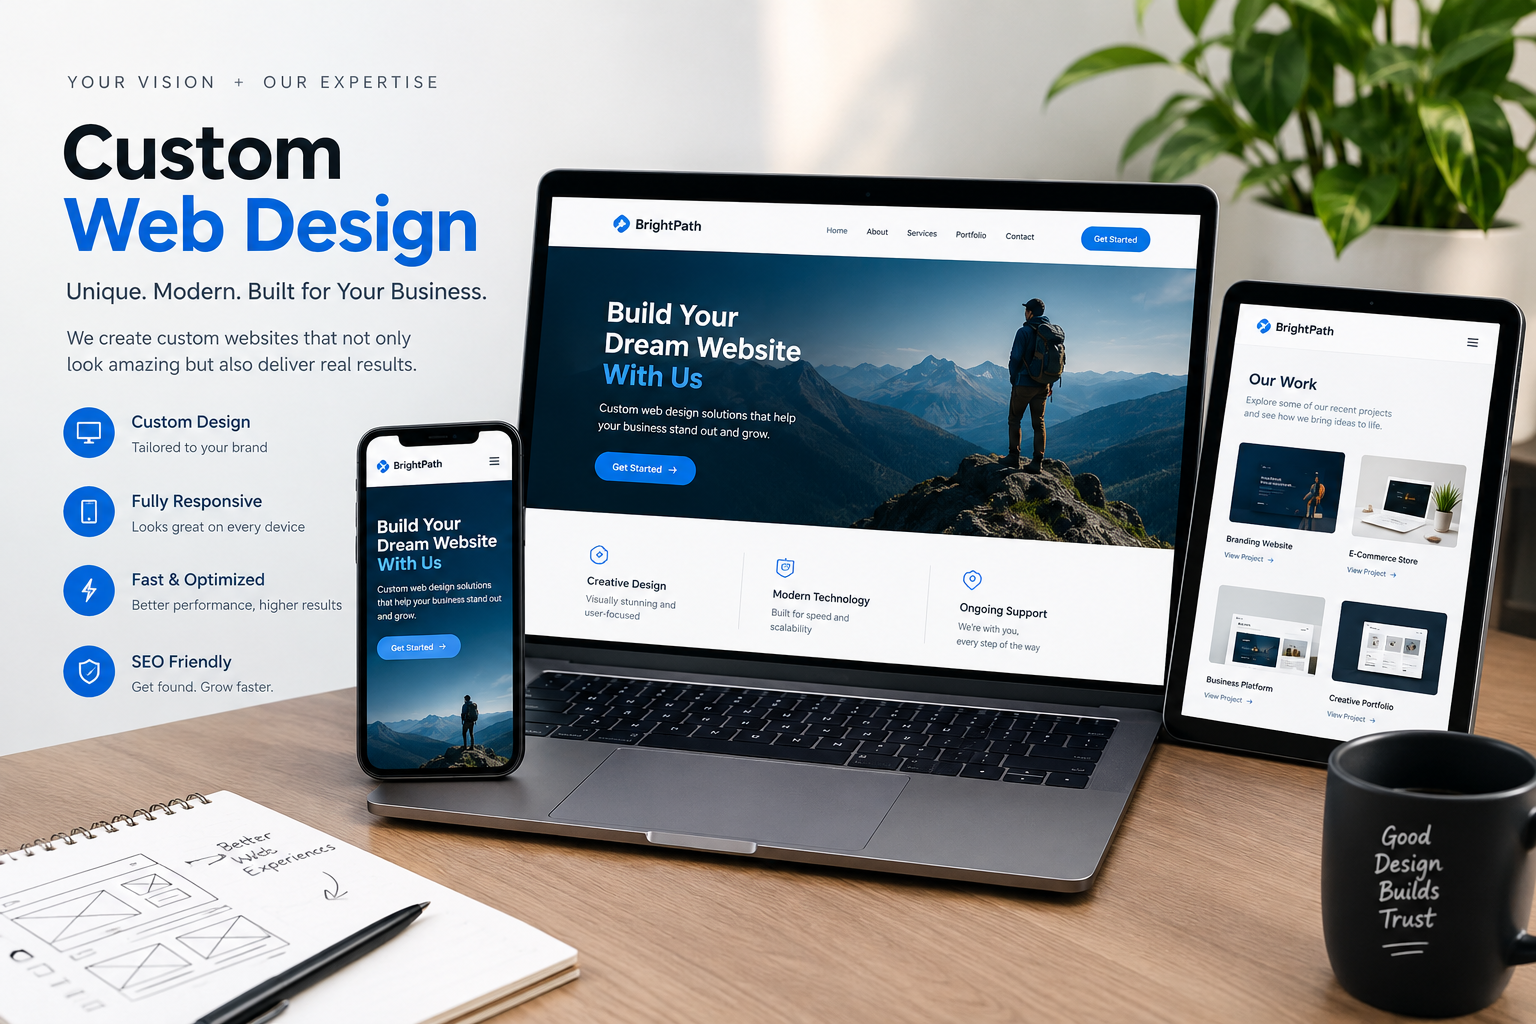 YOUR VISION + OUR EXPERTISE
Custom
Web Design
Unique. Modern. Built for Your Business.
We create custom websites that not only
look amazing but also deliver real results.
Custom Design
Tailored to your brand
Fully Responsive
Looks great on every device
Fast & Optimized
Better performance, higher results
SEO Friendly
Get found. Grow faster.
BrightPath
Build Your
Dream Website
With Us
Custom web design solutions
that help your business stand out
and grow.
Get Started →
BrightPath
Home About Services Portfolio Contact Get Started
Build Your
Dream Website
With Us
Custom web design solutions that help
your business stand out and grow.
Get Started →
Creative Design
Visually stunning and
user-focused
Modern Technology
Built for speed and
scalability
Ongoing Support
We're with you,
every step of the way
BrightPath
Our Work
Explore some of our recent projects
and see how we bring ideas to life.
Branding Website
View Project →
E-Commerce Store
View Project →
Business Platform
View Project →
Creative Portfolio
View Project →
Better
Web
Experiences
Good
Design
Builds
Trust